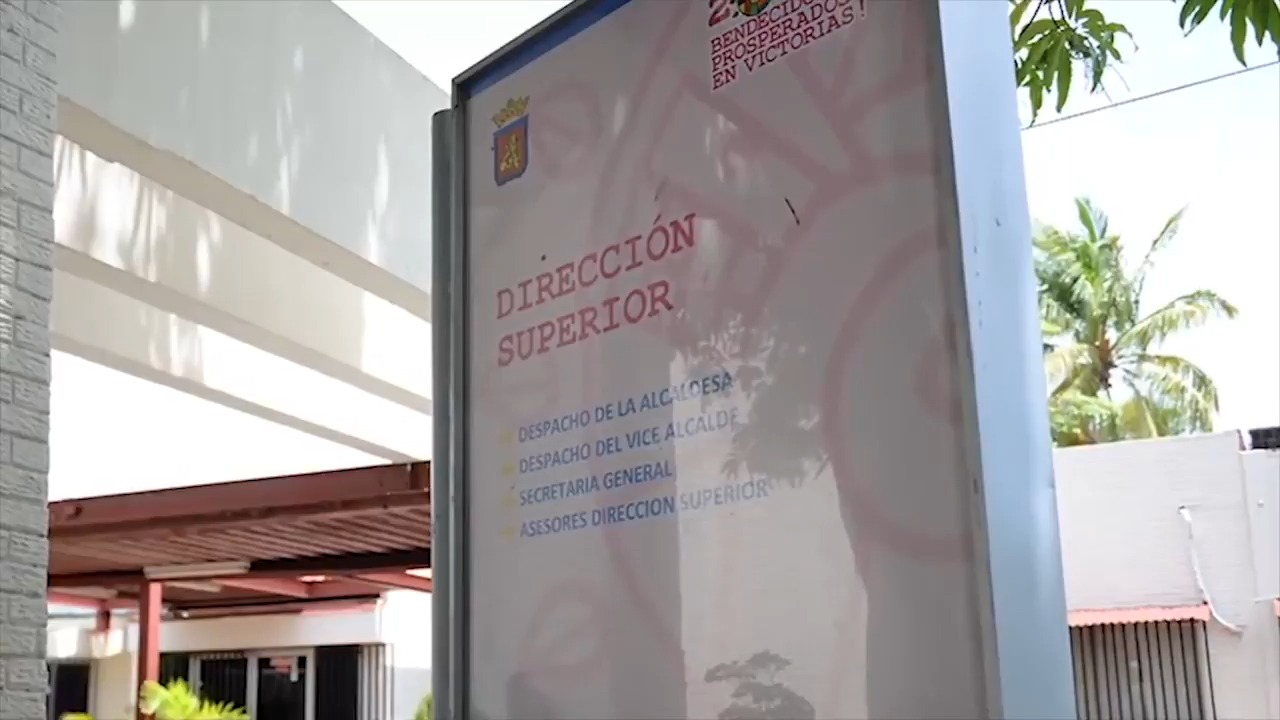 BENDECIDOS
PROSPERADOS
EN VICTORIAS!
DIRECCIÓN
SUPERIOR
DESPACHO DE LA ALCALDESA
DESPACHO DEL VICE ALCALDE
SECRETARIA GENERAL
ASESORES DIRECCION SUPERIOR